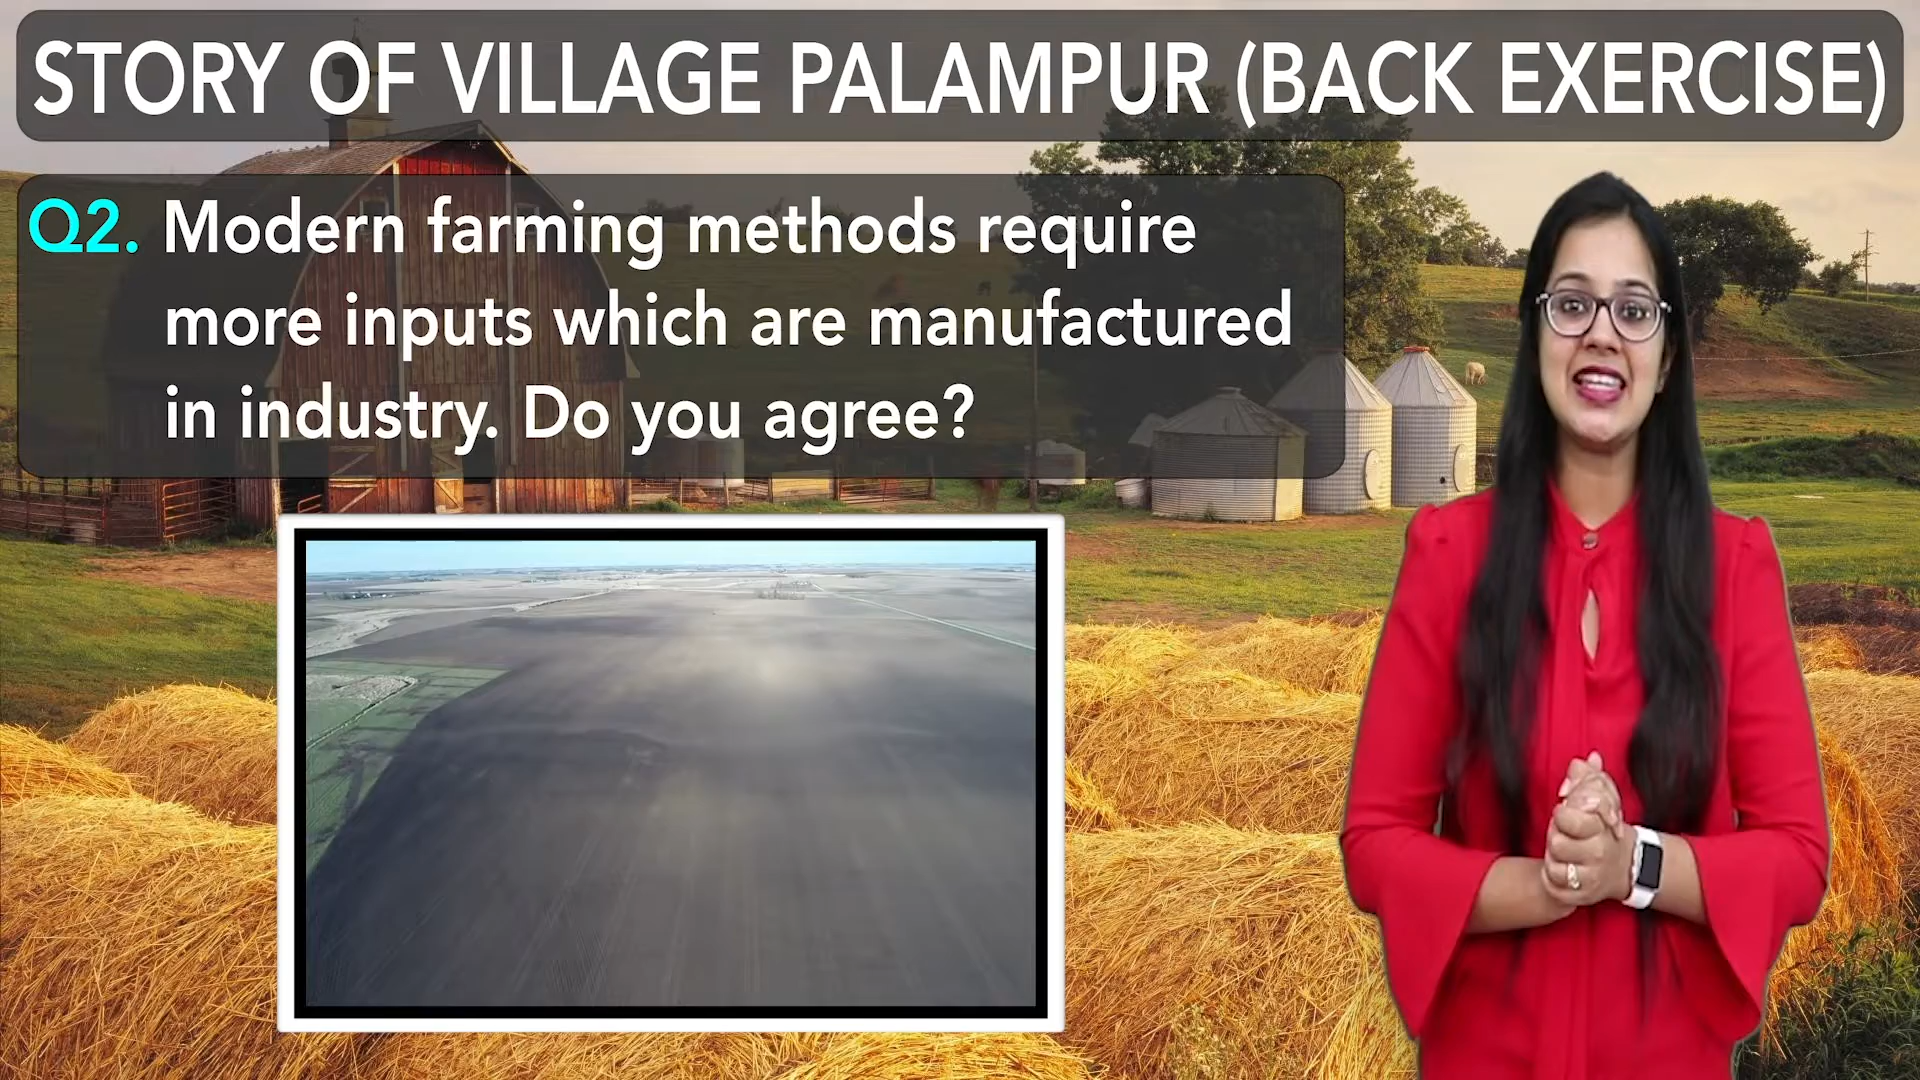 STORY OF VILLAGE PALAMPUR (BACK EXERCISE)
Q2. Modern farming methods require
more inputs which are manufactured
in industry. Do you agree?